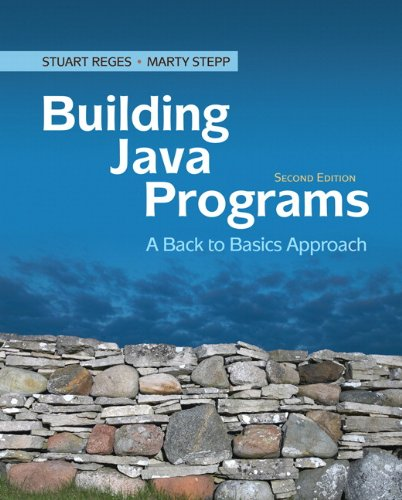 STUART REGES • MARTY STEPP
Building
Java
SECOND EDITION
Programs
A Back to Basics Approach